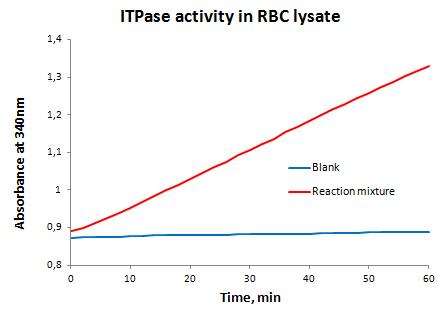 ITPase activity in RBC lysate
Absorbance at 340nm
1,4
1,3
1,2
1,1
1
0,9
0,8
Blank
Reaction mixture
0 10 20 30 40 50 60
Time, min